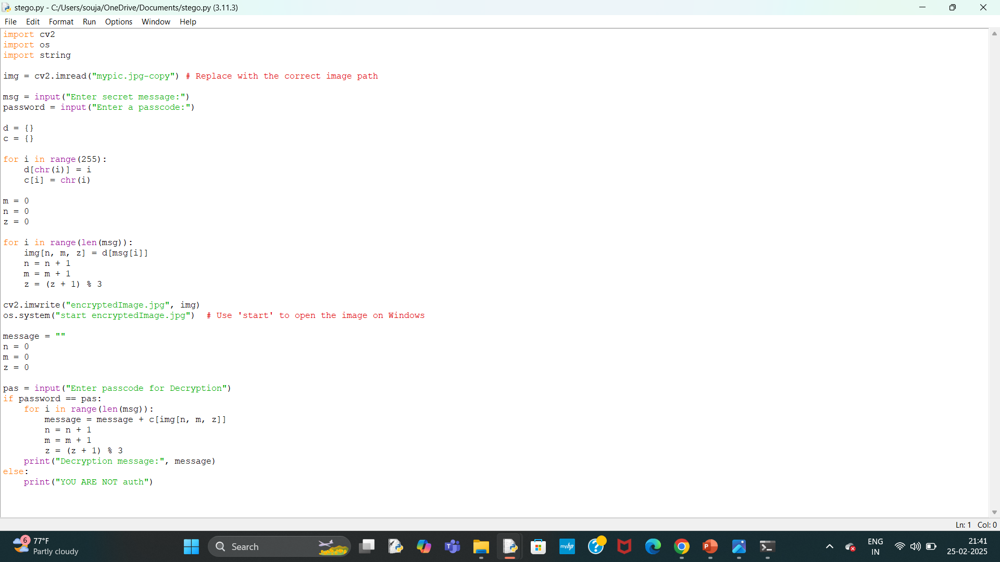 stego.py - C:/Users/souja/OneDrive/Documents/stego.py (3.11.3)
File Edit Format Run Options Window Help
import cv2
import os
import string

img = cv2.imread("mypic.jpg-copy") # Replace with the correct image path

msg = input("Enter secret message:")
password = input("Enter a passcode:")

d = {}
c = {}

for i in range(255):
    d[chr(i)] = i
    c[i] = chr(i)

m = 0
n = 0
z = 0

for i in range(len(msg)):
    img[n, m, z] = d[msg[i]]
    n = n + 1
    m = m + 1
    z = (z + 1) % 3

cv2.imwrite("encryptedImage.jpg", img)
os.system("start encryptedImage.jpg")  # Use 'start' to open the image on Windows

message = ""
n = 0
m = 0
z = 0

pas = input("Enter passcode for Decryption")
if password == pas:
    for i in range(len(msg)):
        message = message + c[img[n, m, z]]
        n = n + 1
        m = m + 1
        z = (z + 1) % 3
    print("Decryption message:", message)
else:
    print("YOU ARE NOT auth")
Ln: 1 Col: 0
6
77°F
Partly cloudy
Search
T
myhp
?
P
ENG
IN
21:41
25-02-2025